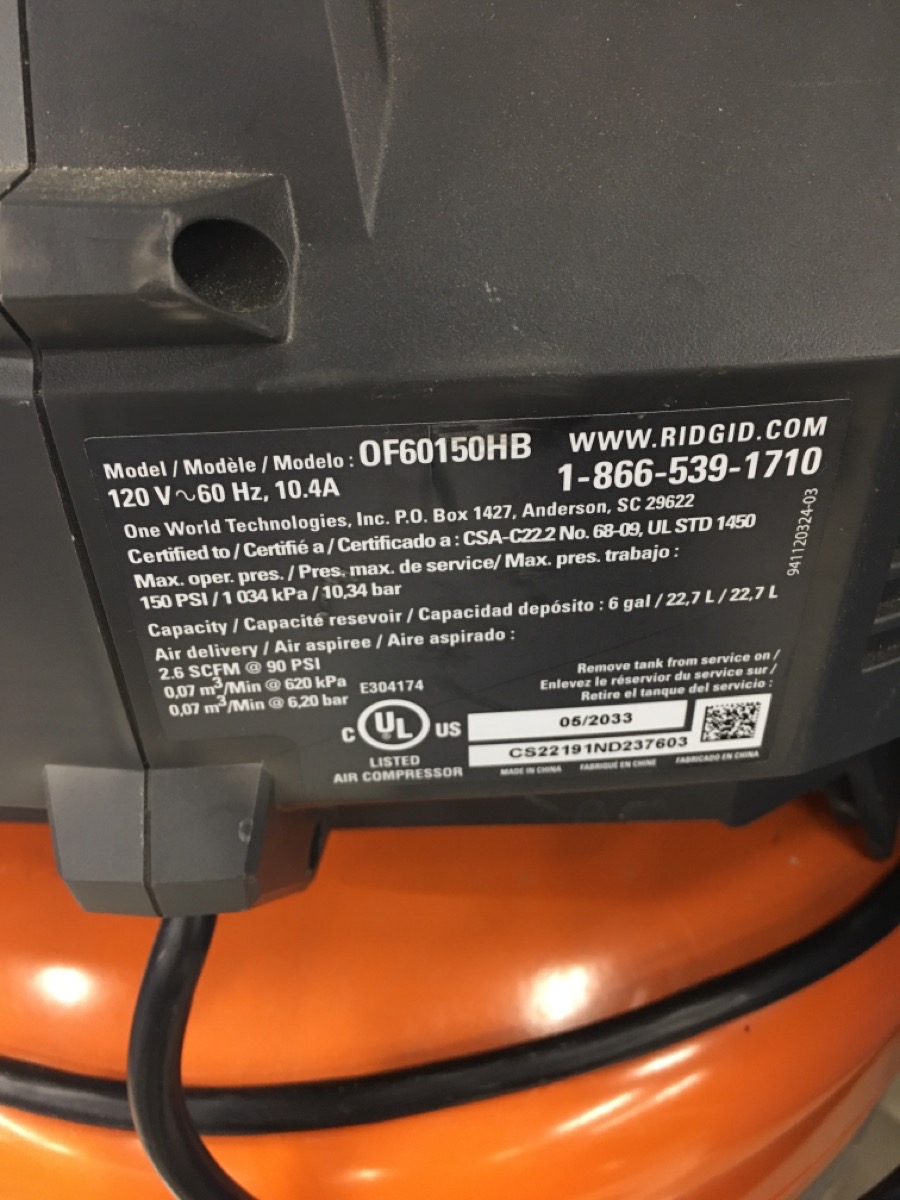 Model / Modèle / Modelo : OF60150HB
WWW.RIDGID.COM
120 V ~ 60 Hz, 10.4A
1-866-539-1710
One World Technologies, Inc. P.O. Box 1427, Anderson, SC 29622
Certified to / Certifié a / Certificado a : CSA-C22.2 No. 68-09, UL STD 1450
Max. oper. pres. / Pres. max. de service/ Max. pres. trabajo :
150 PSI / 1 034 kPa / 10,34 bar
Capacity / Capacité resevoir / Capacidad depósito : 6 gal / 22,7 L / 22,7 L
Air delivery / Air aspiree / Aire aspirado :
2.6 SCFM @ 90 PSI
0,07 m³/Min @ 620 kPa
0,07 m³/Min @ 6,20 bar
941120324-03
E304174
C UL US
LISTED
AIR COMPRESSOR
Remove tank from service on /
Enlevez le réservior du service sur /
Retire el tanque del servicio :
05/2033
CS22191ND237603
MADE IN CHINA FABRIQUÉ EN CHINE FABRICADO EN CHINA